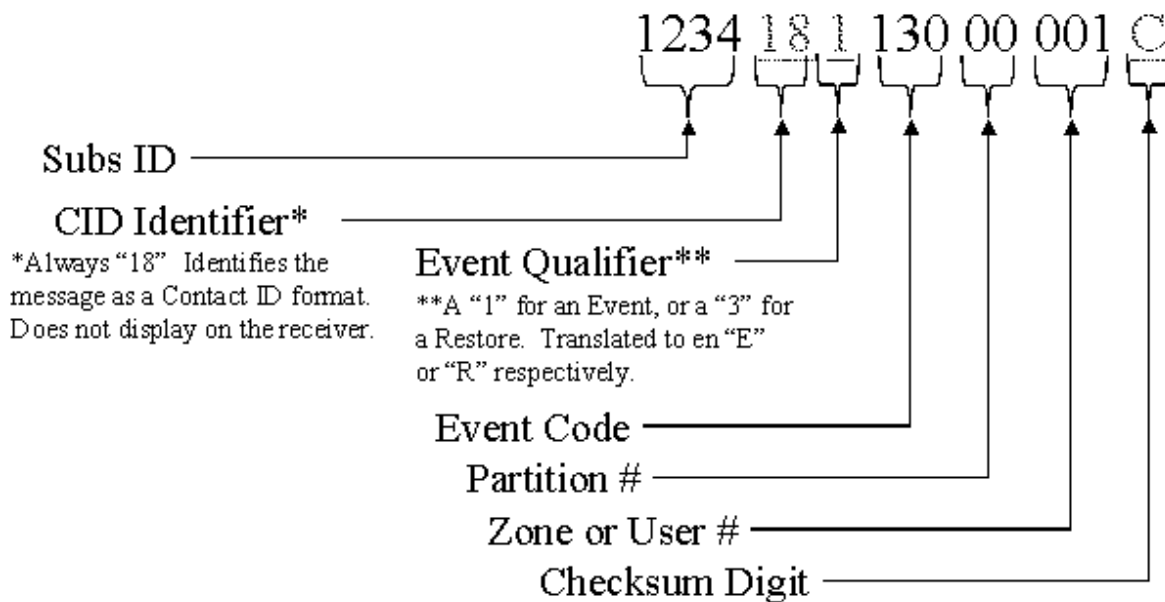 1234 18 1 130 00 001 C
Subs ID
CID Identifier*
*Always “18” Identifies the
message as a Contact ID format.
Does not display on the receiver.
Event Qualifier**
**A “1” for an Event, or a “3” for
a Restore. Translated to en “E”
or “R” respectively.
Event Code
Partition #
Zone or User #
Checksum Digit